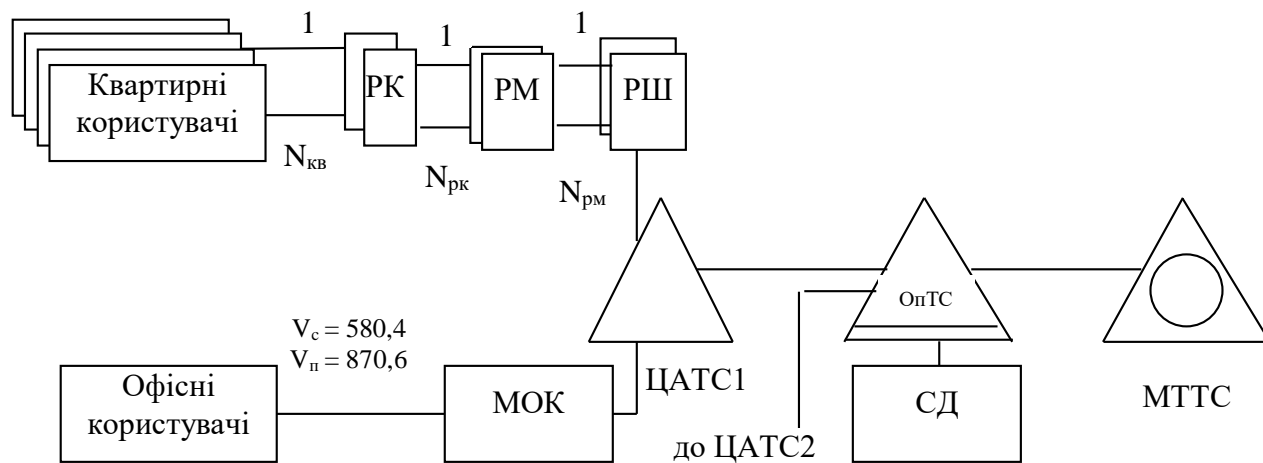 1
1
1
Квартирні
користувачі
РК
РМ
РШ
Nкв
Nрк
Nрм
ОпТС
Vс = 580,4
Vп = 870,6
ЦАТС1
МТТС
Офісні
користувачі
МОК
СД
до ЦАТС2